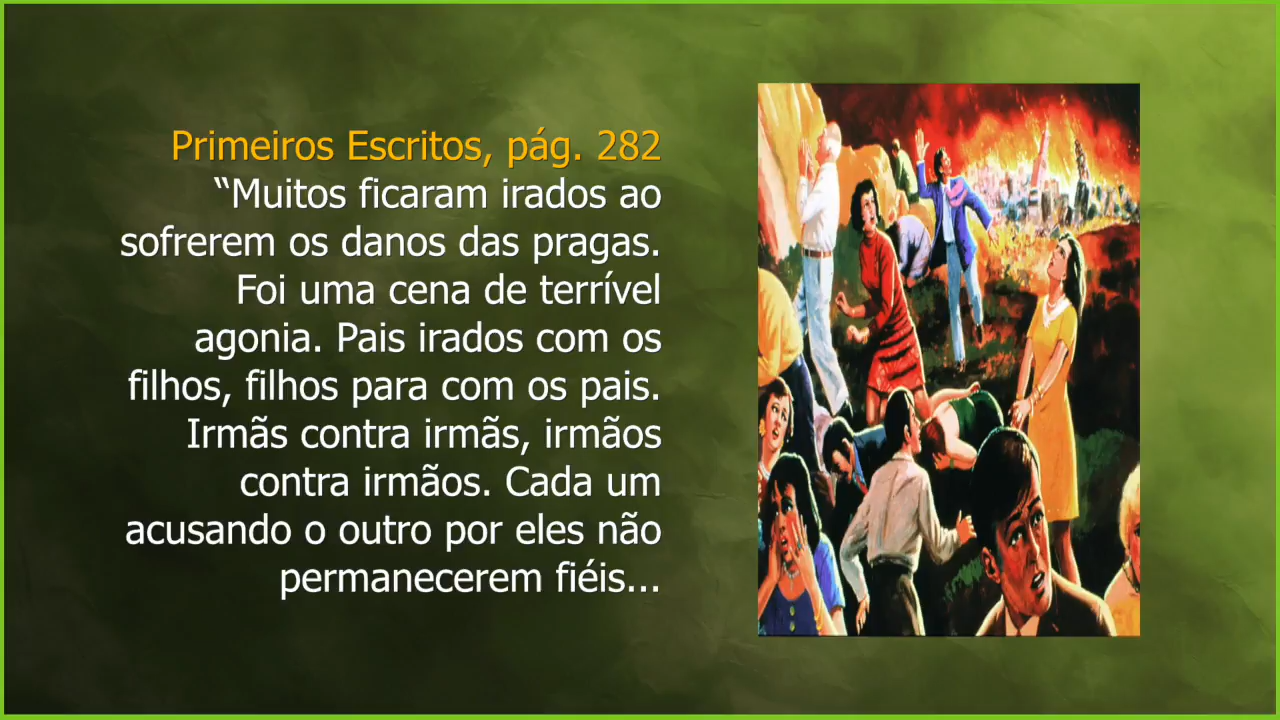 Primeiros Escritos, pág. 282
“Muitos ficaram irados ao
sofrerem os danos das pragas.
Foi uma cena de terrível
agonia. Pais irados com os
filhos, filhos para com os pais.
Irmãs contra irmãs, irmãos
contra irmãos. Cada um
acusando o outro por eles não
permanecerem fiéis...